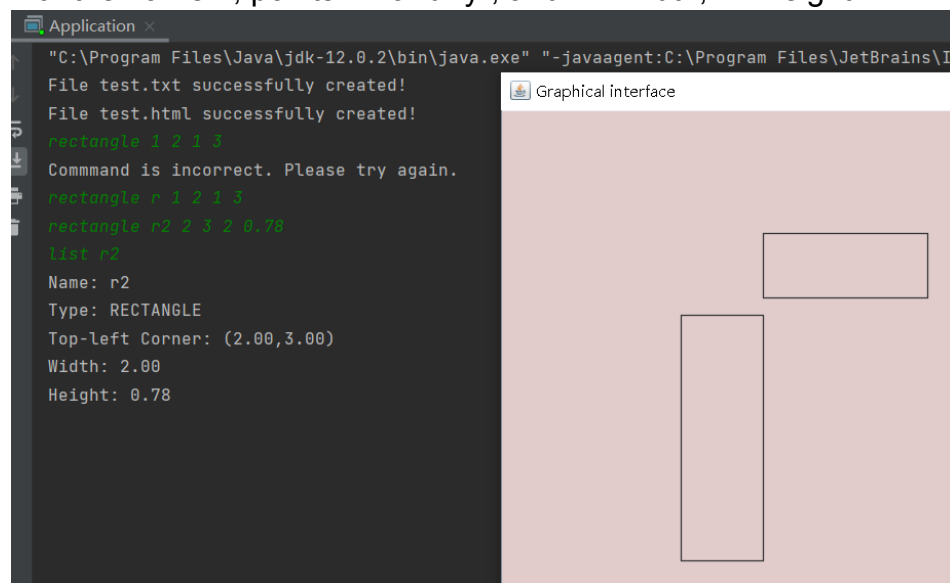 Application
"C:\Program Files\Java\jdk-12.0.2\bin\java.exe" "-javaagent:C:\Program Files\JetBrains\I
File test.txt successfully created!
File test.html successfully created!
rectangle 1 2 1 3
Commmand is incorrect. Please try again.
rectangle r 1 2 1 3
rectangle r2 2 3 2 0.78
list r2
Name: r2
Type: RECTANGLE
Top-left Corner: (2.00,3.00)
Width: 2.00
Height: 0.78
Graphical interface